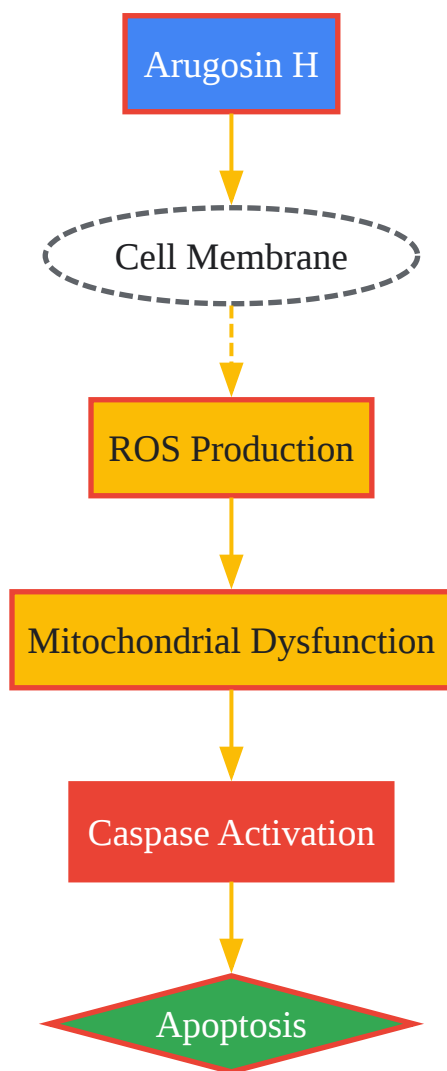 Arugosin H
Cell Membrane
ROS Production
Mitochondrial Dysfunction
Caspase Activation
Apoptosis